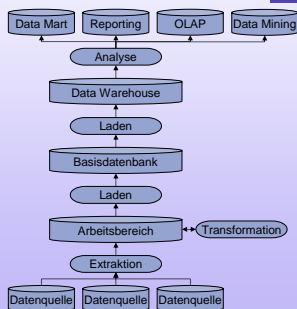 Data Mart Reporting OLAP Data Mining
Analyse
Data Warehouse
Laden
Basisdatenbank
Laden
Arbeitsbereich Transformation
Extraktion
Datenquelle Datenquelle Datenquelle